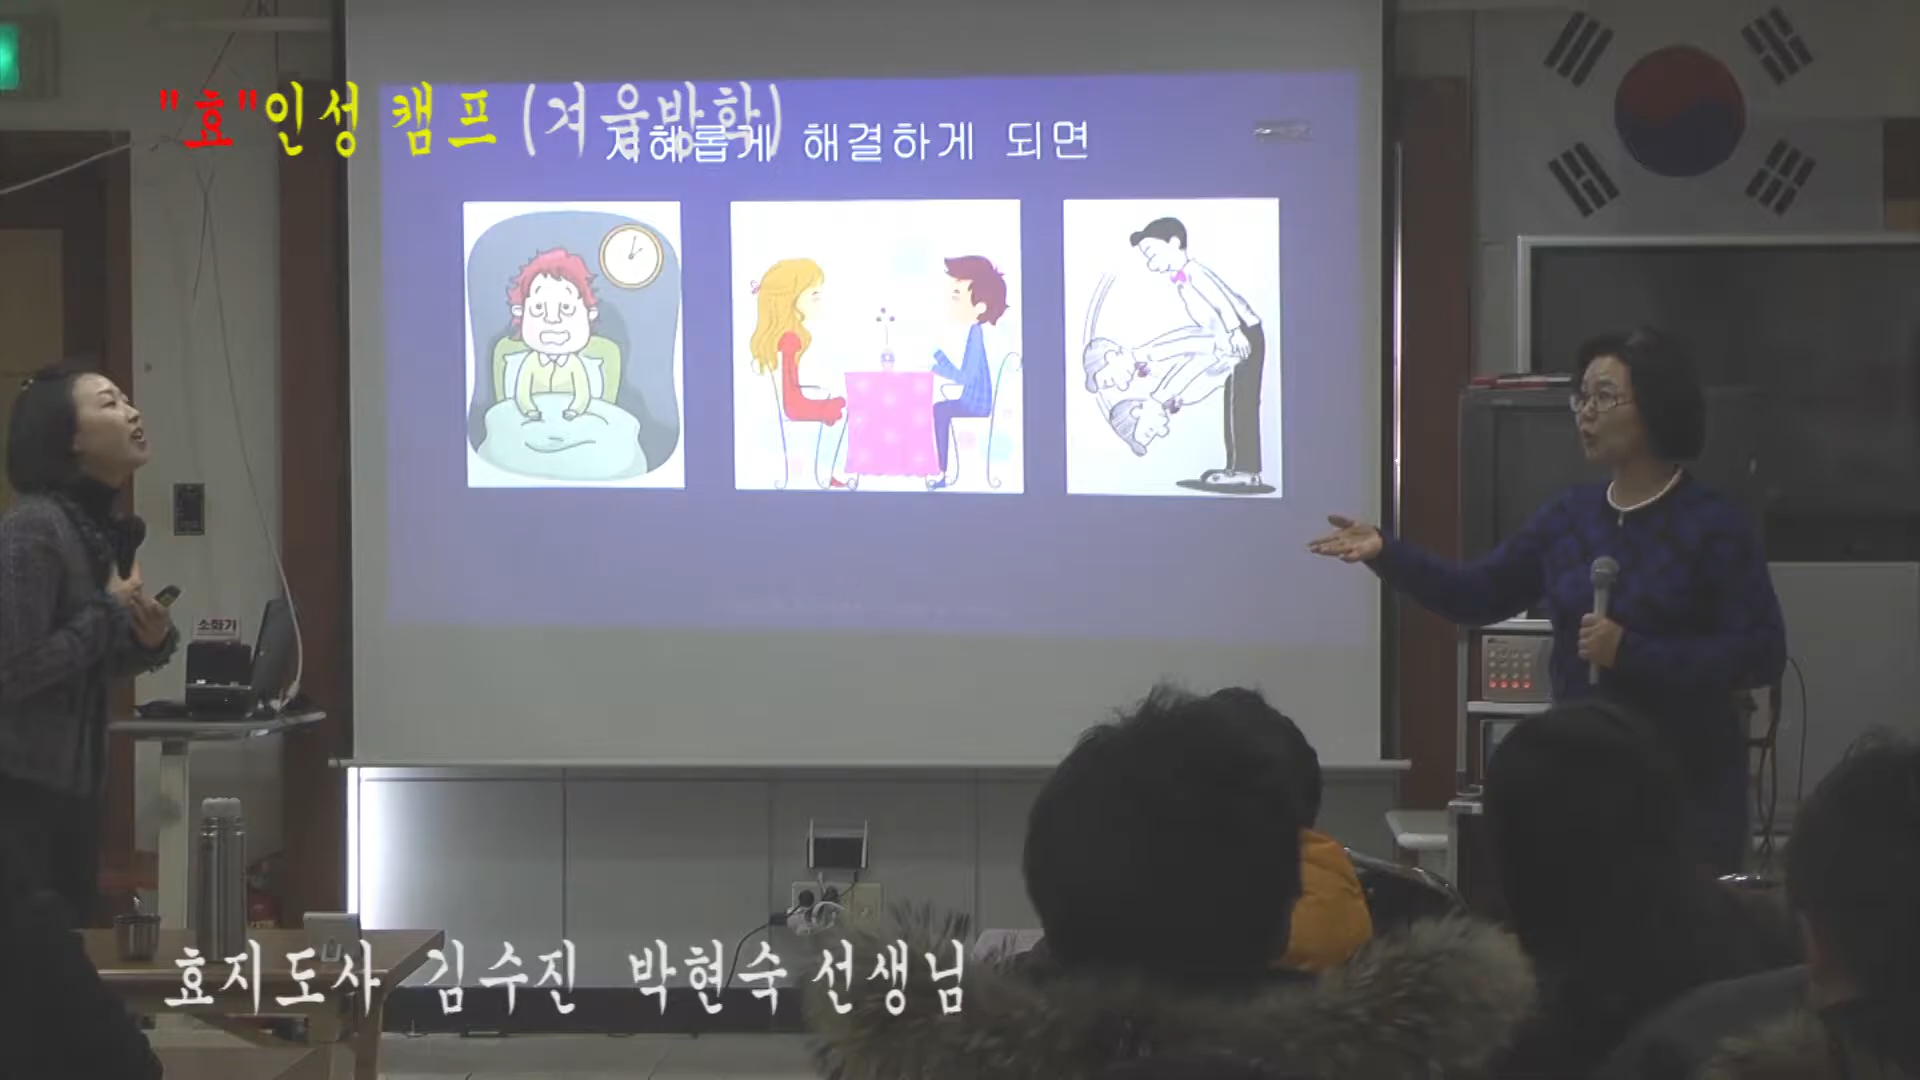 "효"인성 캠프 (겨울방학)
지혜롭게 해결하게 되면
소화기
효지도사 김수진 박현숙 선생님